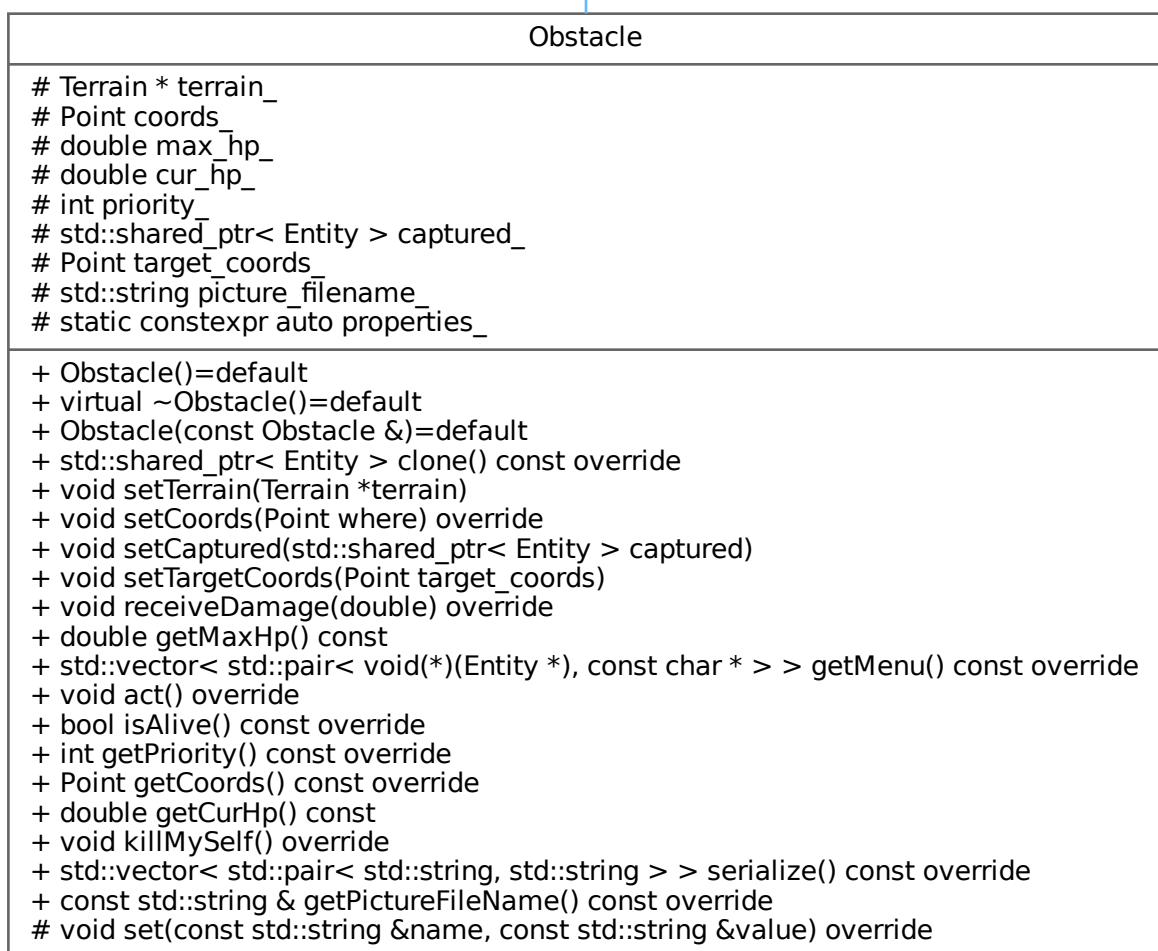 Obstacle
# Terrain * terrain_
# Point coords_
# double max_hp_
# double cur_hp_
# int priority_
# std::shared_ptr< Entity > captured_
# Point target_coords_
# std::string picture_filename_
# static constexpr auto properties_
+ Obstacle()=default
+ virtual ~Obstacle()=default
+ Obstacle(const Obstacle &)=default
+ std::shared_ptr< Entity > clone() const override
+ void setTerrain(Terrain *terrain)
+ void setCoords(Point where) override
+ void setCaptured(std::shared_ptr< Entity > captured)
+ void setTargetCoords(Point target_coords)
+ void receiveDamage(double) override
+ double getMaxHp() const
+ std::vector< std::pair< void(*)(Entity *), const char * > > getMenu() const override
+ void act() override
+ bool isAlive() const override
+ int getPriority() const override
+ Point getCoords() const override
+ double getCurHp() const
+ void killMySelf() override
+ std::vector< std::pair< std::string, std::string > > serialize() const override
+ const std::string & getPictureFileName() const override
# void set(const std::string &name, const std::string &value) override